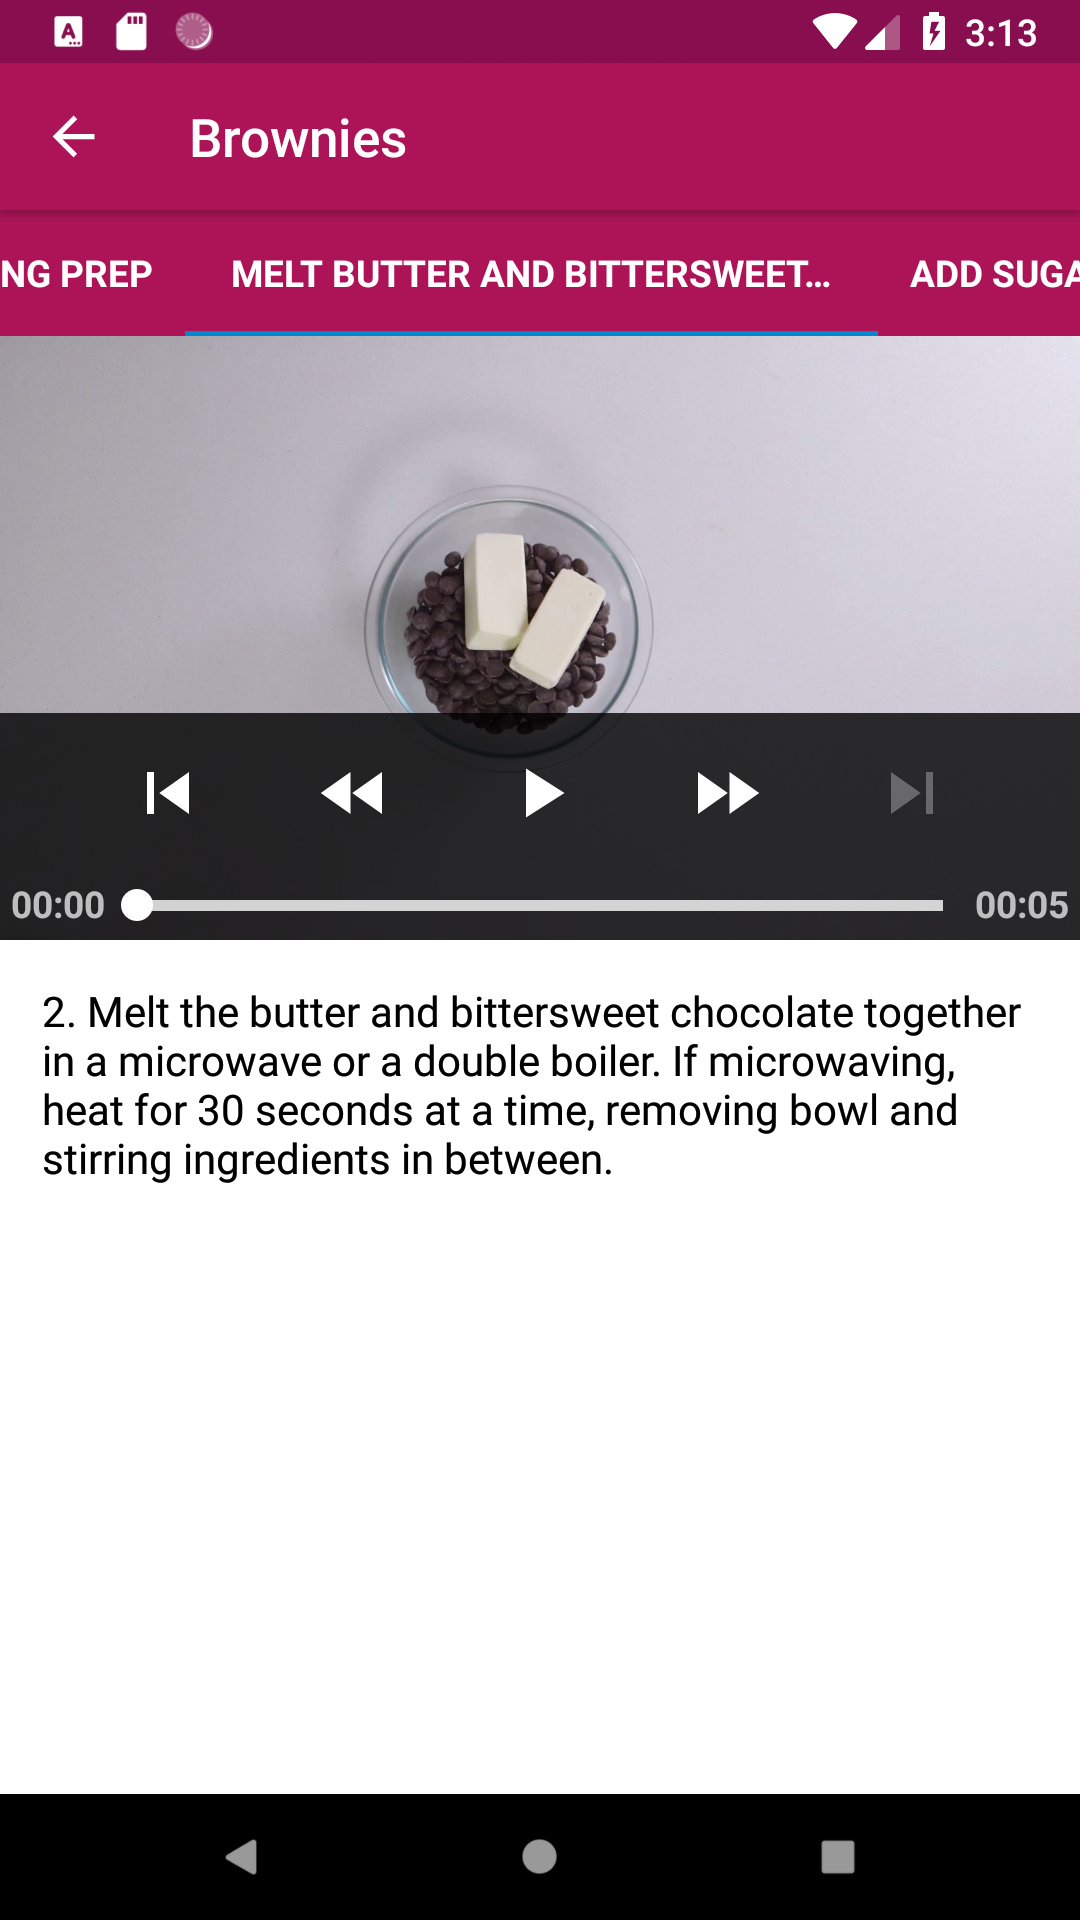 3:13
Brownies
NG PREP
MELT BUTTER AND BITTERSWEET...
ADD SUGA
00:00
00:05
2. Melt the butter and bittersweet chocolate together
in a microwave or a double boiler. If microwaving,
heat for 30 seconds at a time, removing bowl and
stirring ingredients in between.